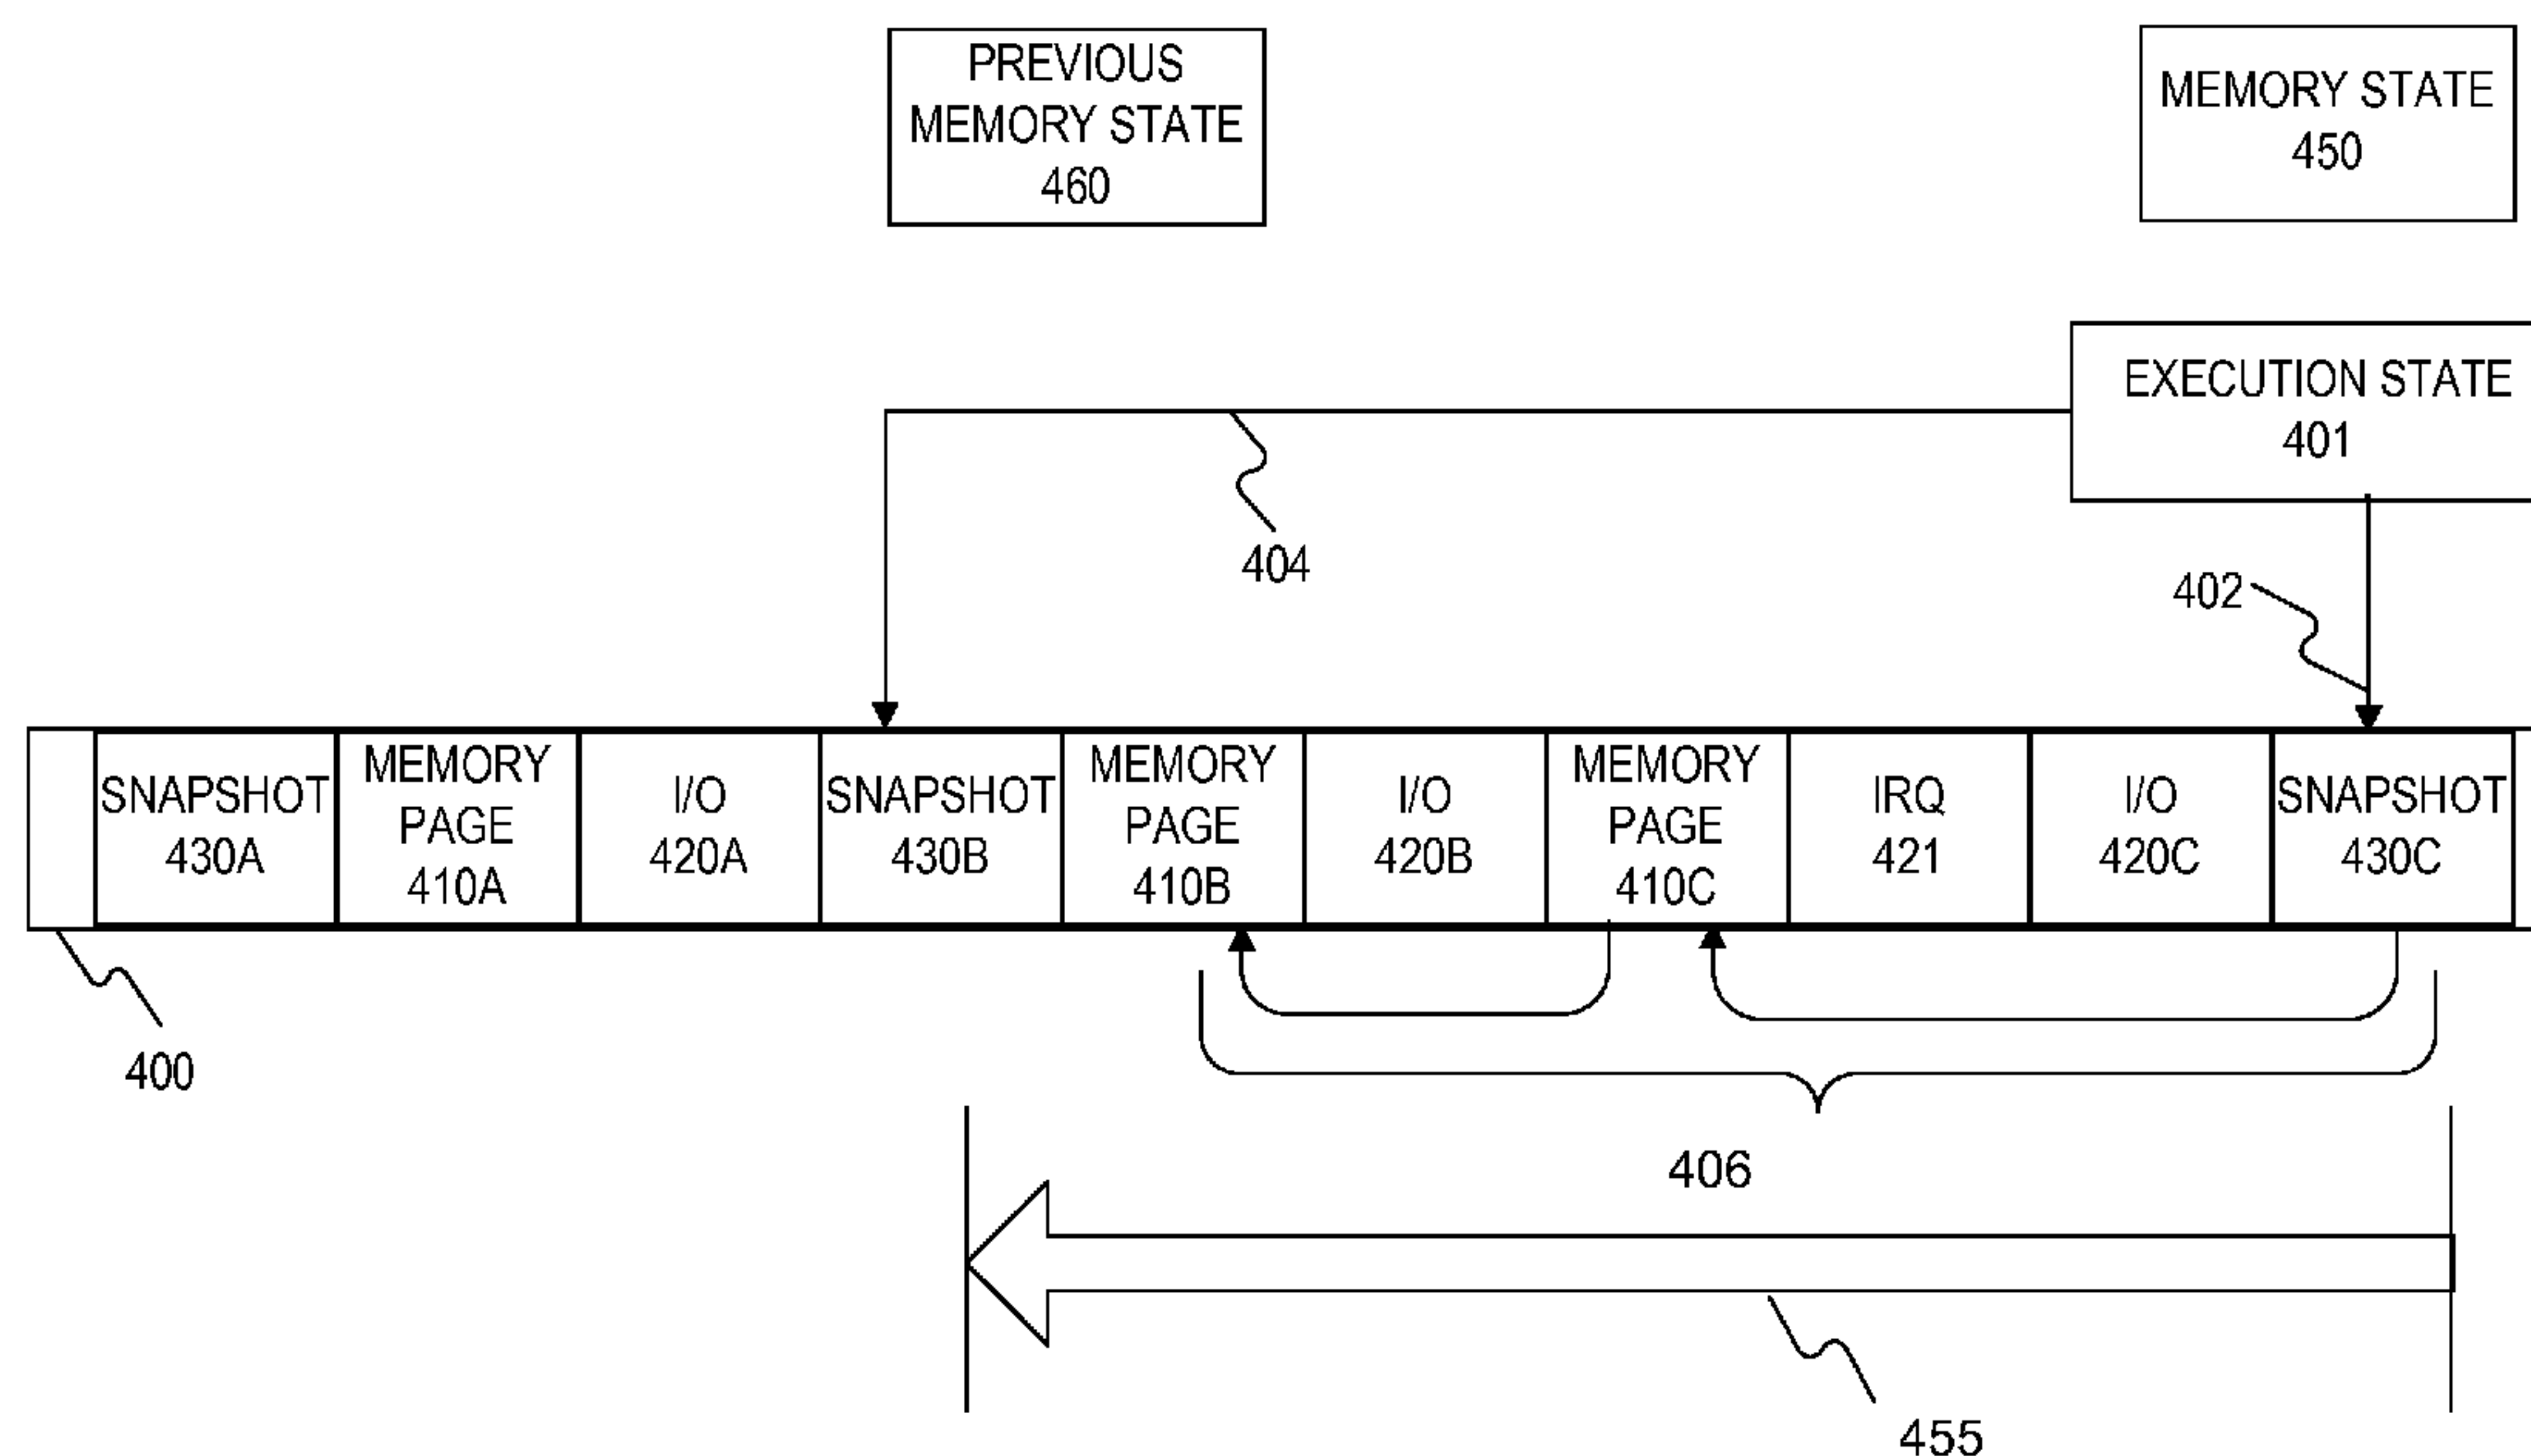 PREVIOUS
MEMORY STATE
460
MEMORY STATE
450
EXECUTION STATE
401
404
402
SNAPSHOT
430A
MEMORY
PAGE
410A
I/O
420A
SNAPSHOT
430B
MEMORY
PAGE
410B
I/O
420B
MEMORY
PAGE
410C
IRQ
421
I/O
420C
SNAPSHOT
430C
400
406
455